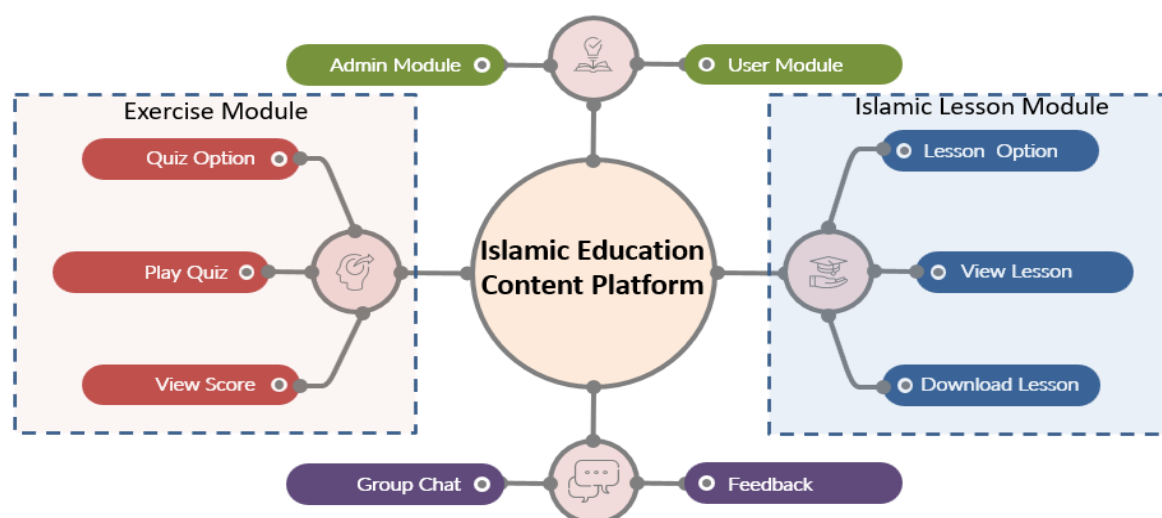 Admin Module
User Module
Exercise Module
Islamic Lesson Module
Quiz Option
Lesson Option
Islamic Education
Content Platform
Play Quiz
View Lesson
View Score
Download Lesson
Group Chat
Feedback